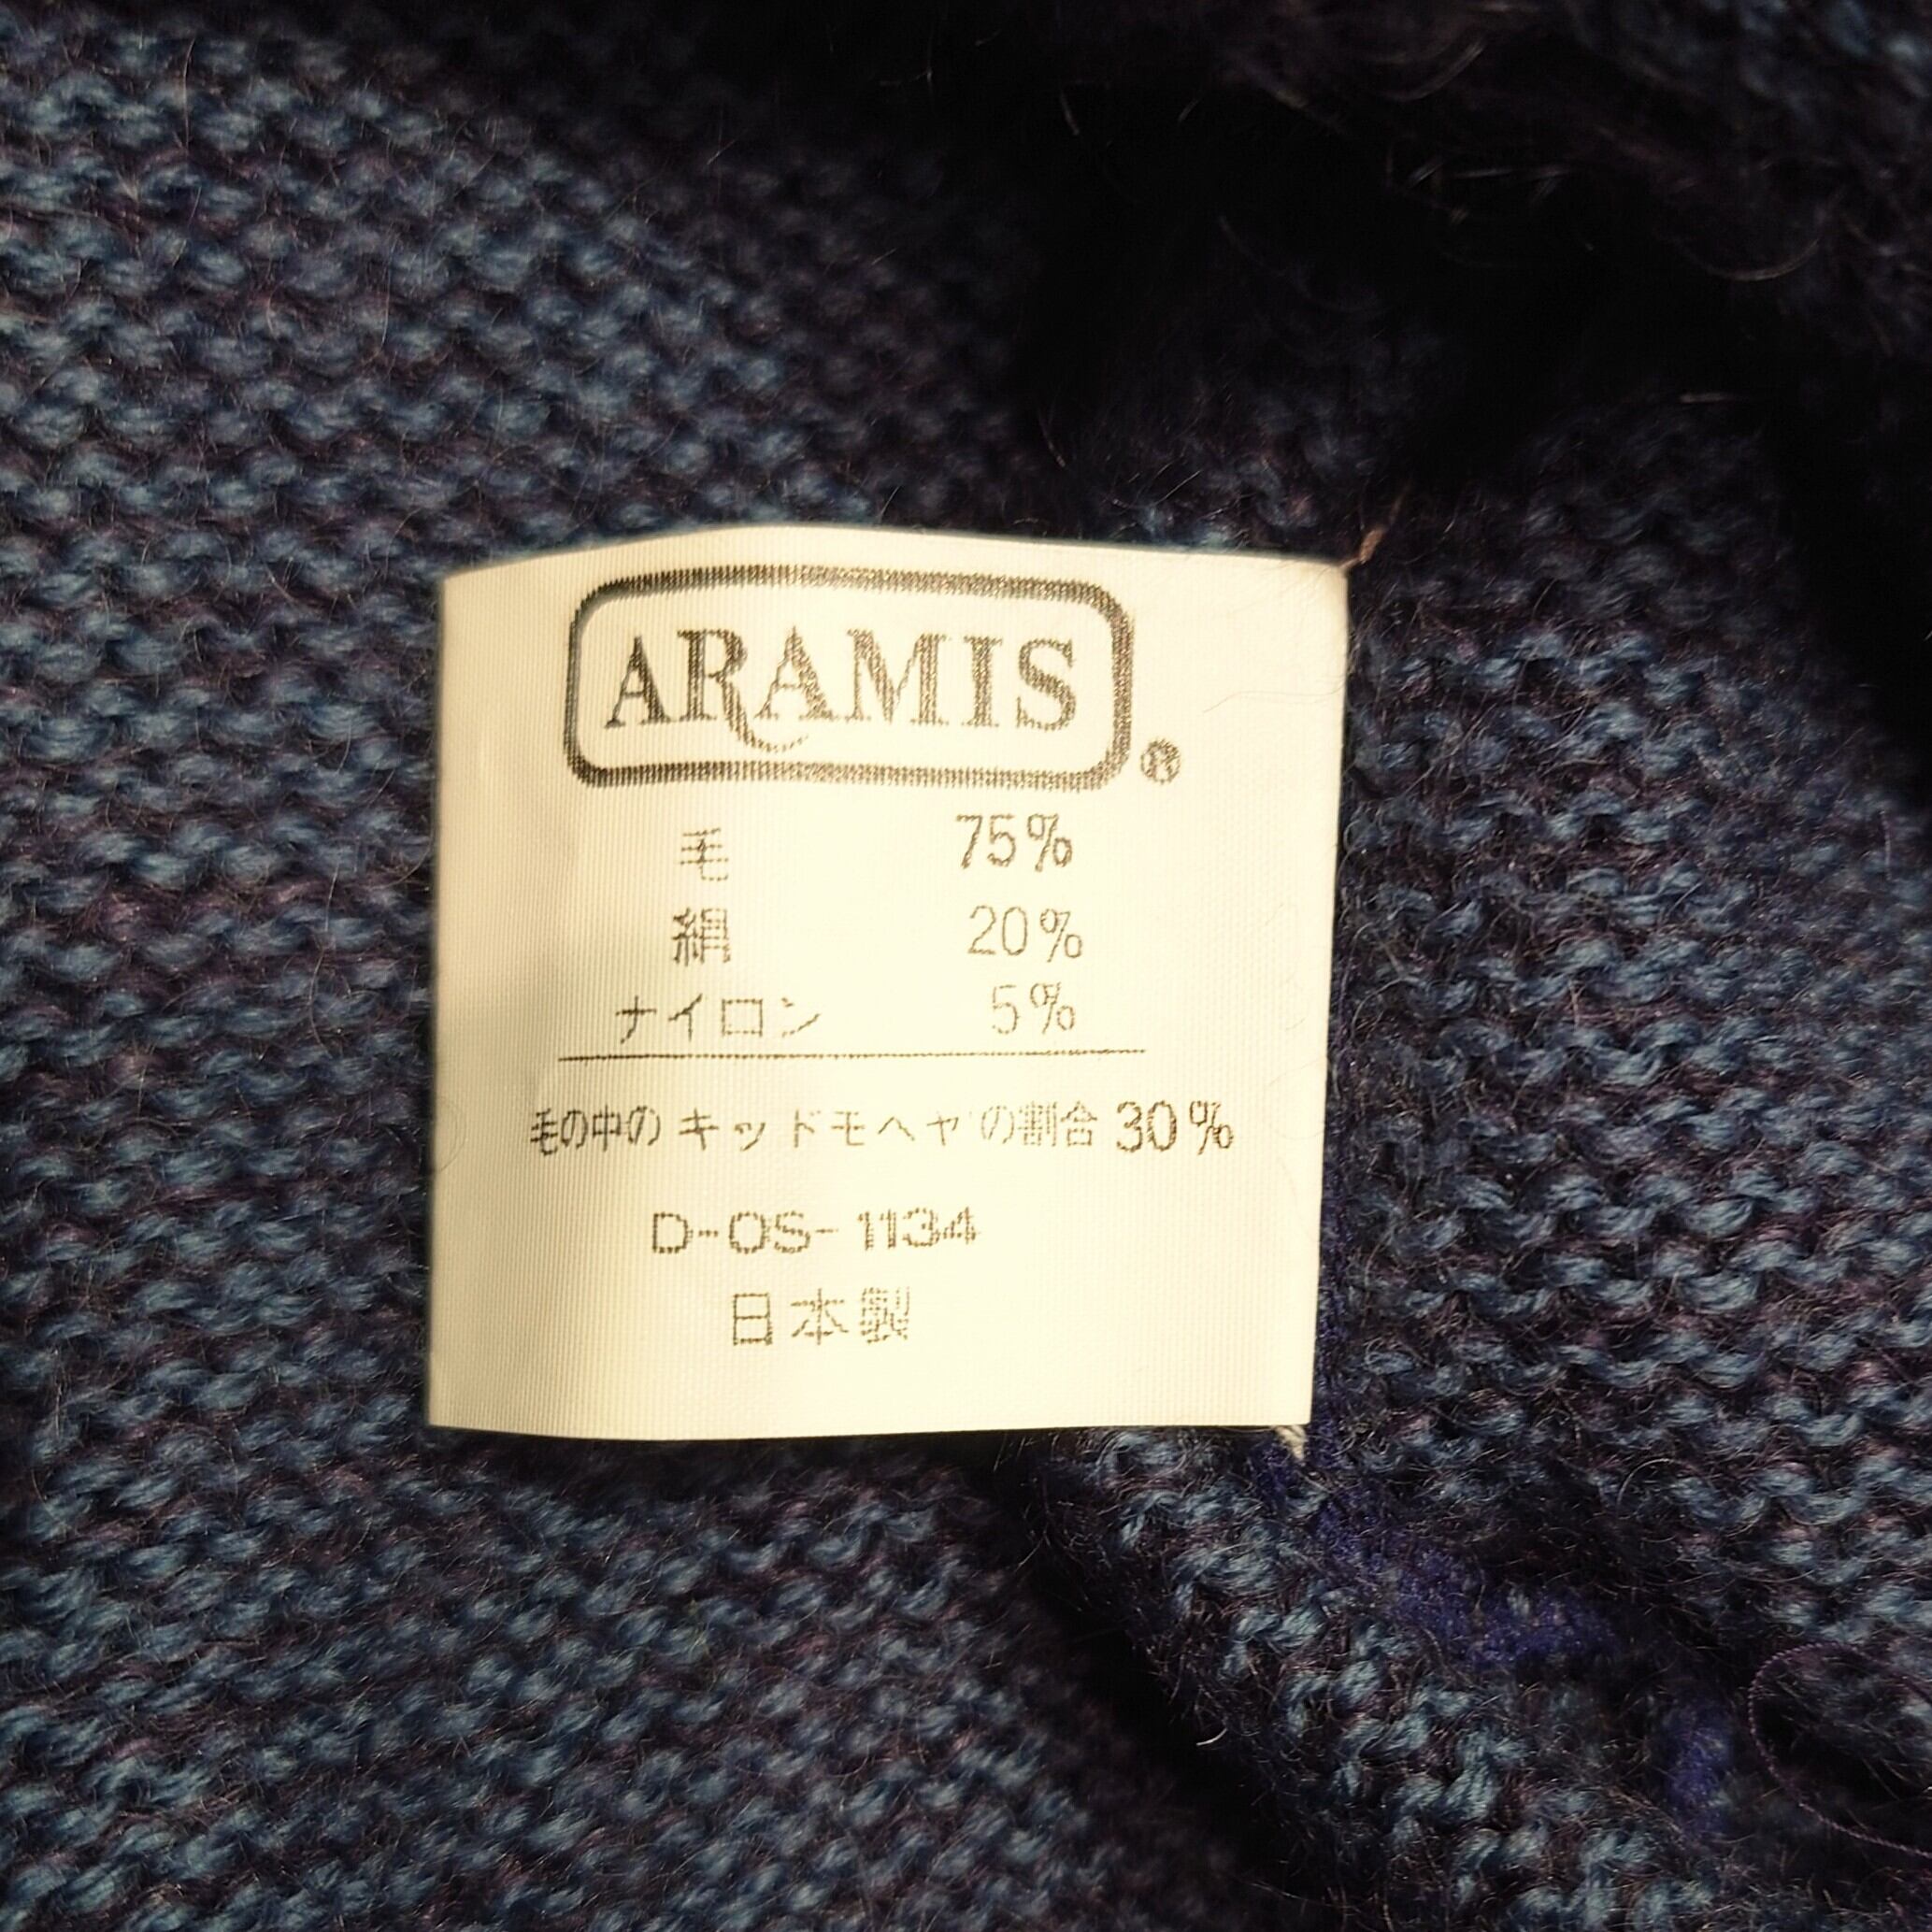 ARAMIS
®
毛 75%
絹 20%
ナイロン 5%
毛の中のキッドモヘヤの割合 30%
D-OS-1134
日本製